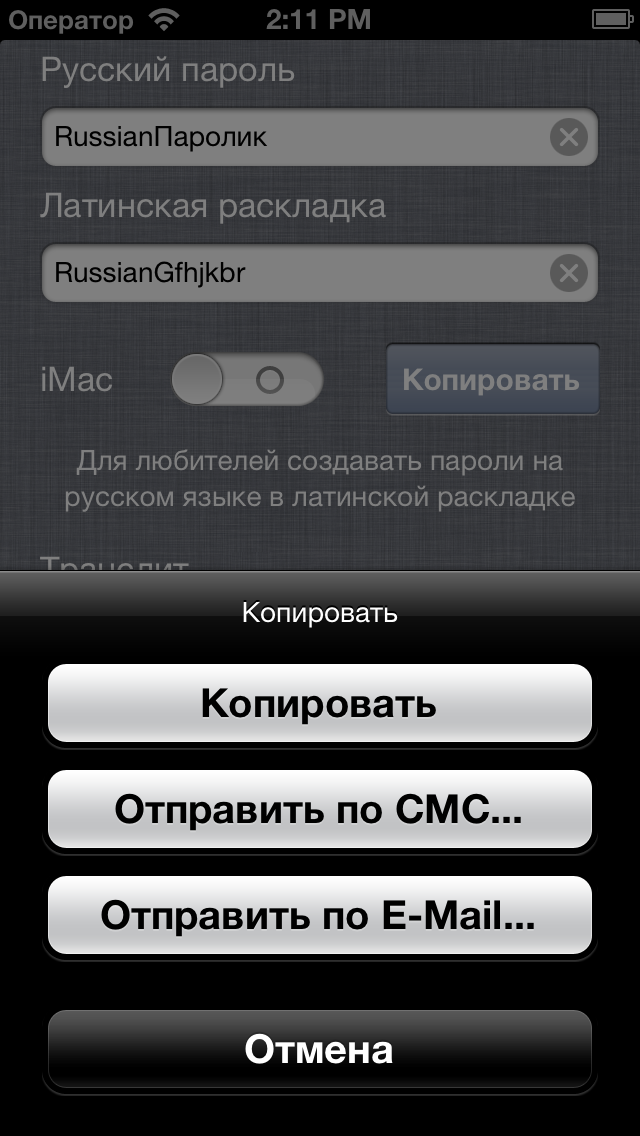 Оператор 2:11 PM
Русский пароль
RussianПаролик
Латинская раскладка
RussianGfhjkbr
iMac Копировать
Для любителей создавать пароли на
русском языке в латинской раскладке
Транслит
Копировать
Копировать
Отправить по СМС...
Отправить по E-Mail...
Отмена